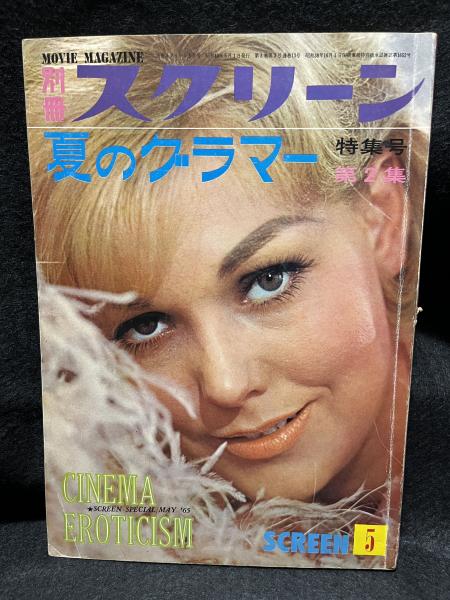 MOVIE MAGAZINE
別冊
スクリーン
夏のグラマー
特集号
第2集
CINEMA
★SCREEN SPECIAL MAY '65
EROTICISM
SCREEN 5